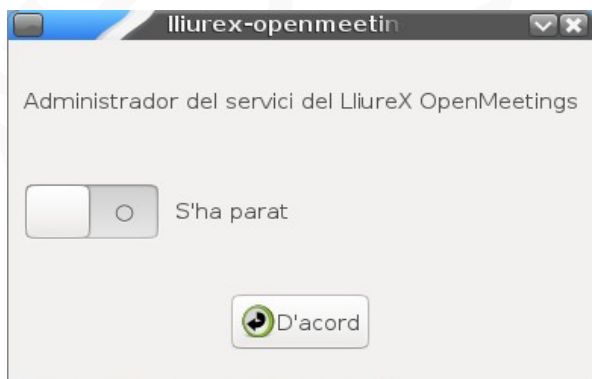 lliurex-openmeetin
Administrador del servici del LliureX OpenMeetings
S'ha parat
D'acord